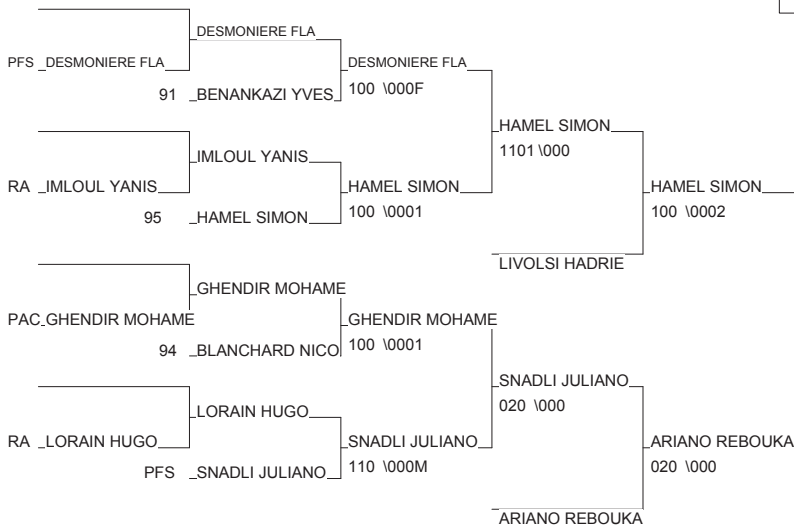 DESMONIERE FLA
PFS DESMONIERE FLA
DESMONIERE FLA
91 BENANKAZI YVES
100 \000F
HAMEL SIMON
1101 \000
IMLOUL YANIS
RA IMLOUL YANIS
HAMEL SIMON
HAMEL SIMON
95 HAMEL SIMON
100 \0001
100 \0002
LIVOLSI HADRIE
GHENDIR MOHAME
PAC GHENDIR MOHAME
GHENDIR MOHAME
94 BLANCHARD NICO
100 \0001
SNADLI JULIANO
020 \000
LORAIN HUGO
RA LORAIN HUGO
SNADLI JULIANO
ARIANO REBOUKA
PFS SNADLI JULIANO
110 \000M
020 \000
ARIANO REBOUKA